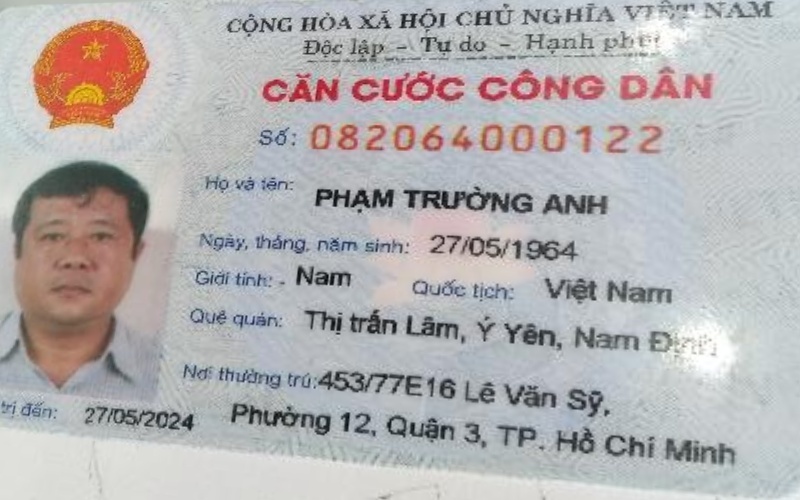 CỘNG HÒA XÃ HỘI CHỦ NGHĨA VIỆT NAM
Độc lập - Tự do - Hạnh phúc
CĂN CƯỚC CÔNG DÂN
Số: 082064000122
Họ và tên: PHẠM TRƯỜNG ANH
Ngày, tháng, năm sinh: 27/05/1964
Giới tính: Nam Quốc tịch: Việt Nam
Quê quán: Thị trấn Lâm, Ý Yên, Nam Định
Nơi thường trú: 453/77E16 Lê Văn Sỹ,
Phường 12, Quận 3, TP. Hồ Chí Minh
trị đến: 27/05/2024